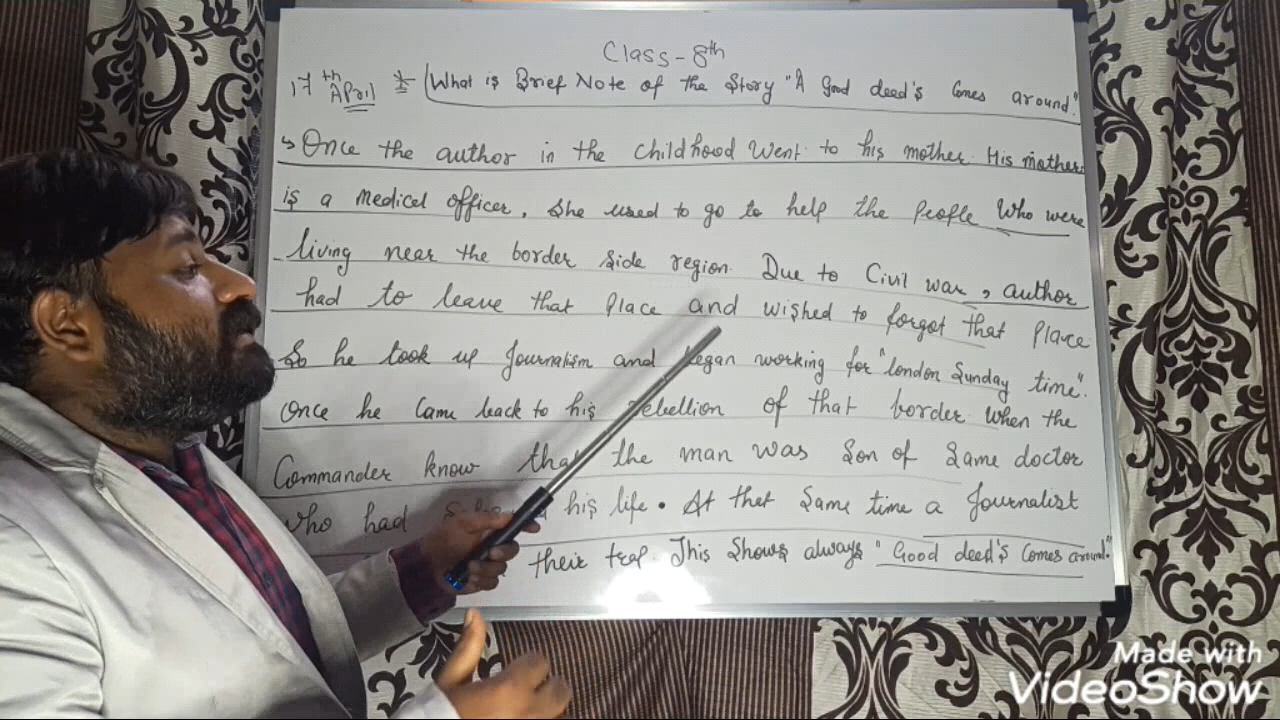 Class - 8th
17th April * What is Brief Note of the Story "A Good deed's Comes around."
Once the author in the childhood went to his mother. His mother
is a medical officer. She used to go to help the people who were
living near the border side region. Due to Civil war, author
had to leave that place and wished to forgot that place
So he took up Journalism and began working for "london Sunday time".
Once he came back to his rebellion of that border when the
Commander know that the man was son of same doctor
who had his life. At that same time a Journalist
their trap. This shows always "Good deed's Comes around."
Made with
VideoShow